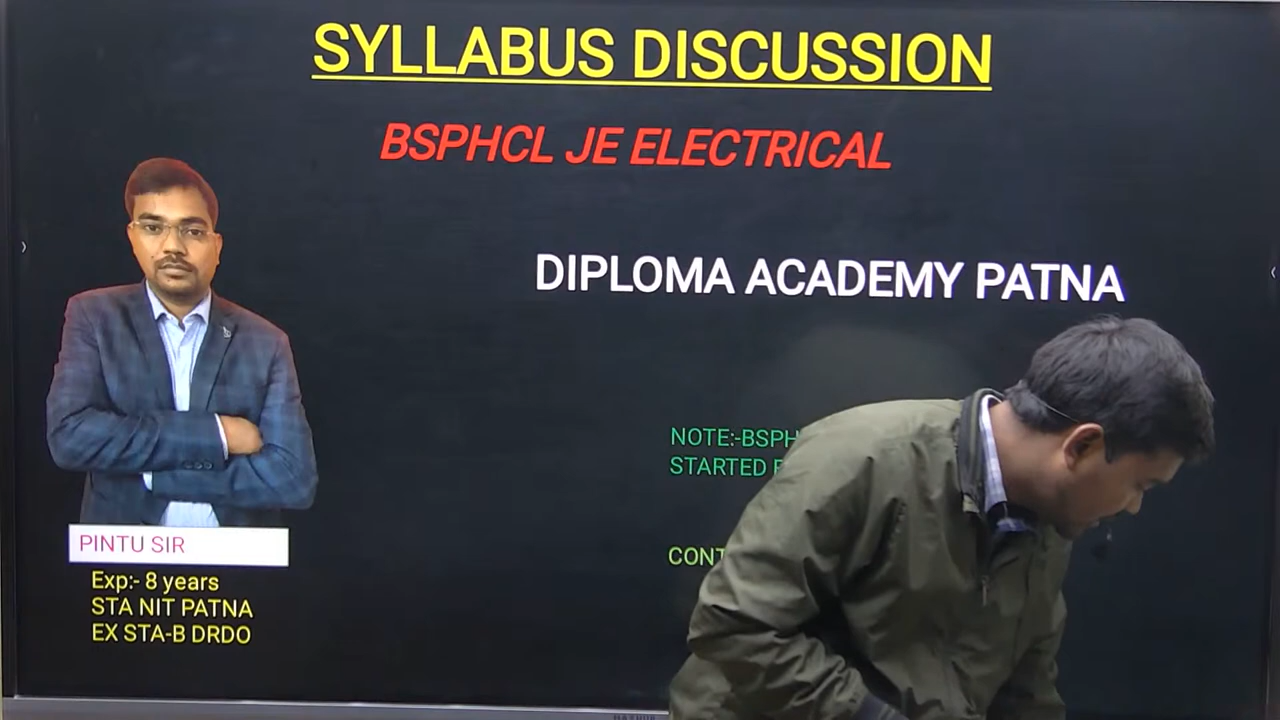 SYLLABUS DISCUSSION
BSPHCL JE ELECTRICAL
DIPLOMA ACADEMY PATNA
NOTE:-BSPH
STARTED
CONT
PINTU SIR
Exp:- 8 years
STA NIT PATNA
EX STA-B DRDO